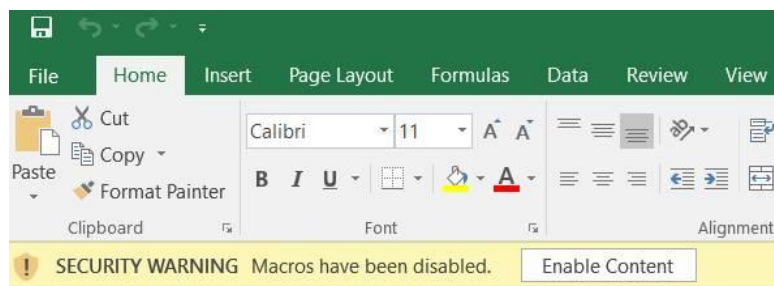 File Home Insert Page Layout Formulas Data Review View
Cut
Calibri 11 A A
Copy
Paste
B I U A
Format Painter
Clipboard Font Alignment
SECURITY WARNING Macros have been disabled. Enable Content